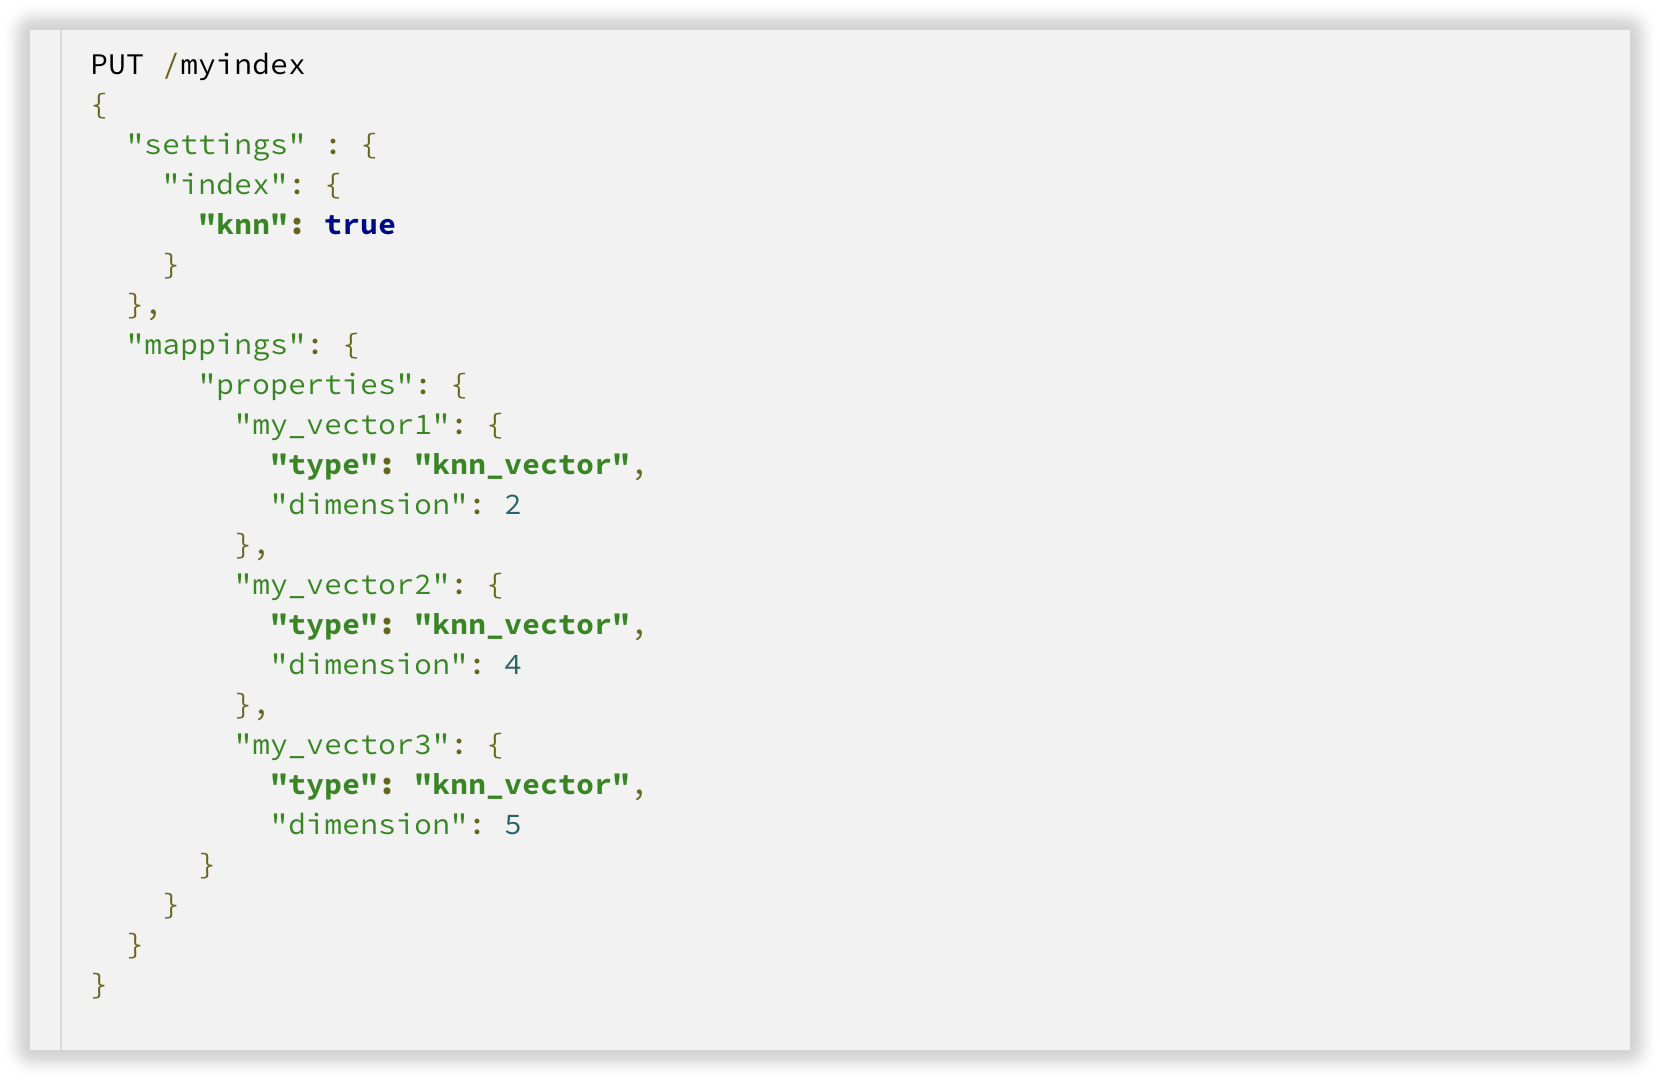 PUT /myindex
{
  "settings" : {
    "index": {
      "knn": true
    }
  },
  "mappings": {
      "properties": {
        "my_vector1": {
          "type": "knn_vector",
          "dimension": 2
        },
        "my_vector2": {
          "type": "knn_vector",
          "dimension": 4
        },
        "my_vector3": {
          "type": "knn_vector",
          "dimension": 5
      }
    }
  }
}